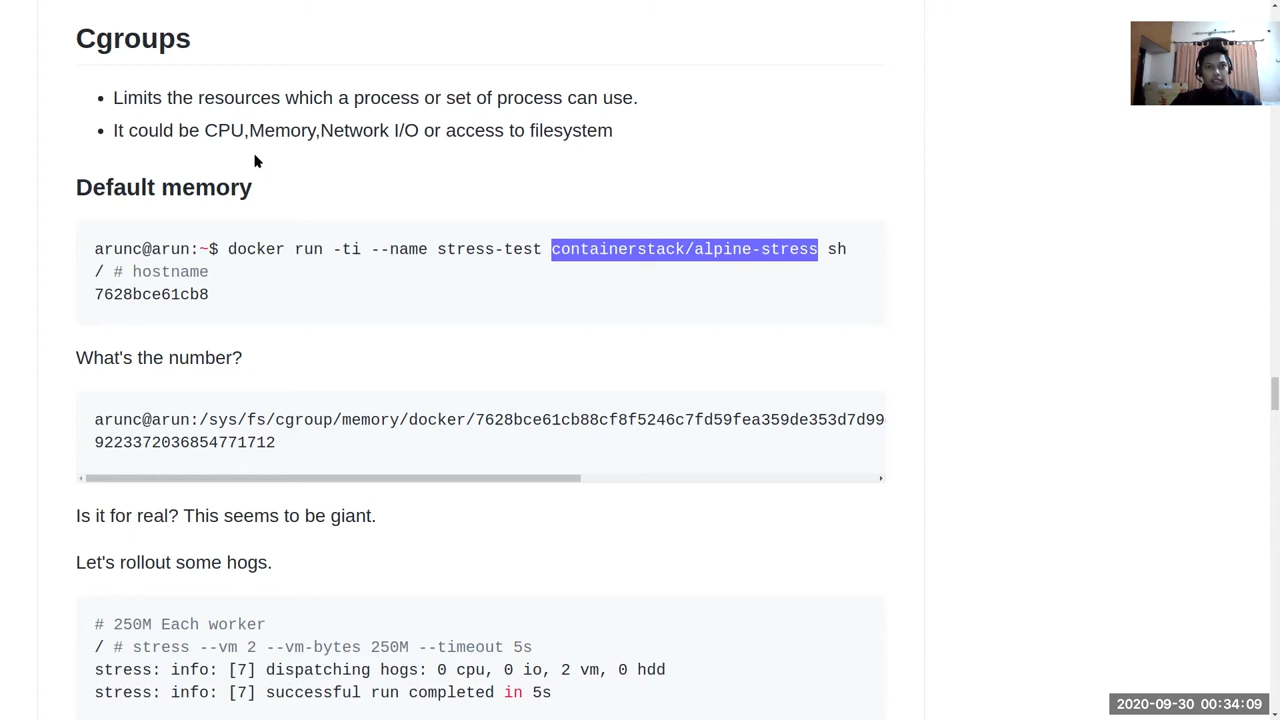 Cgroups
• Limits the resources which a process or set of process can use.
• It could be CPU,Memory,Network I/O or access to filesystem
Default memory
arunc@arun:~$ docker run -ti --name stress-test containerstack/alpine-stress sh
/ # hostname
7628bce61cb8
What's the number?
arunc@arun:/sys/fs/cgroup/memory/docker/7628bce61cb88cf8f5246c7fd59fea359de353d7d99
9223372036854771712
Is it for real? This seems to be giant.
Let's rollout some hogs.
# 250M Each worker
/ # stress --vm 2 --vm-bytes 250M --timeout 5s
stress: info: [7] dispatching hogs: 0 cpu, 0 io, 2 vm, 0 hdd
stress: info: [7] successful run completed in 5s
2020-09-30 00:34:09